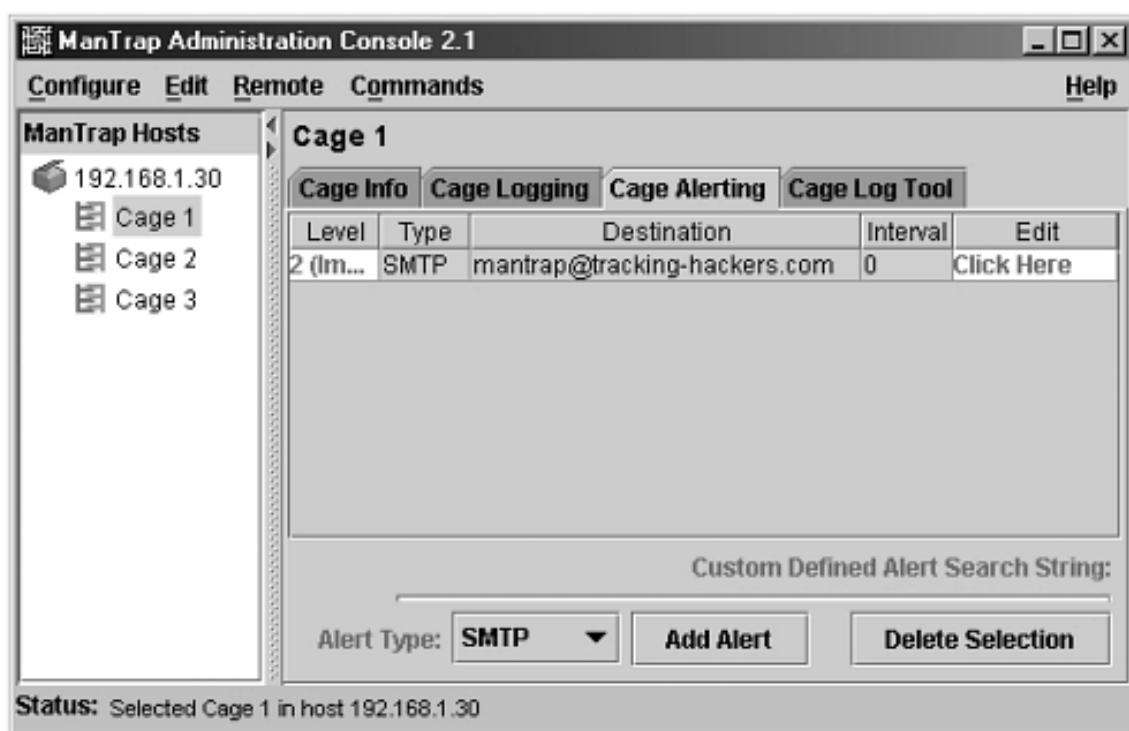 ManTrap Administration Console 2.1
Configure Edit Remote Commands Help
ManTrap Hosts
192.168.1.30
Cage 1
Cage 2
Cage 3
Cage 1
Cage Info Cage Logging Cage Alerting Cage Log Tool
Level Type Destination Interval Edit
2 (Im... SMTP mantrap@tracking-hackers.com 0 Click Here
Custom Defined Alert Search String:
Alert Type: SMTP Add Alert Delete Selection
Status: Selected Cage 1 in host 192.168.1.30